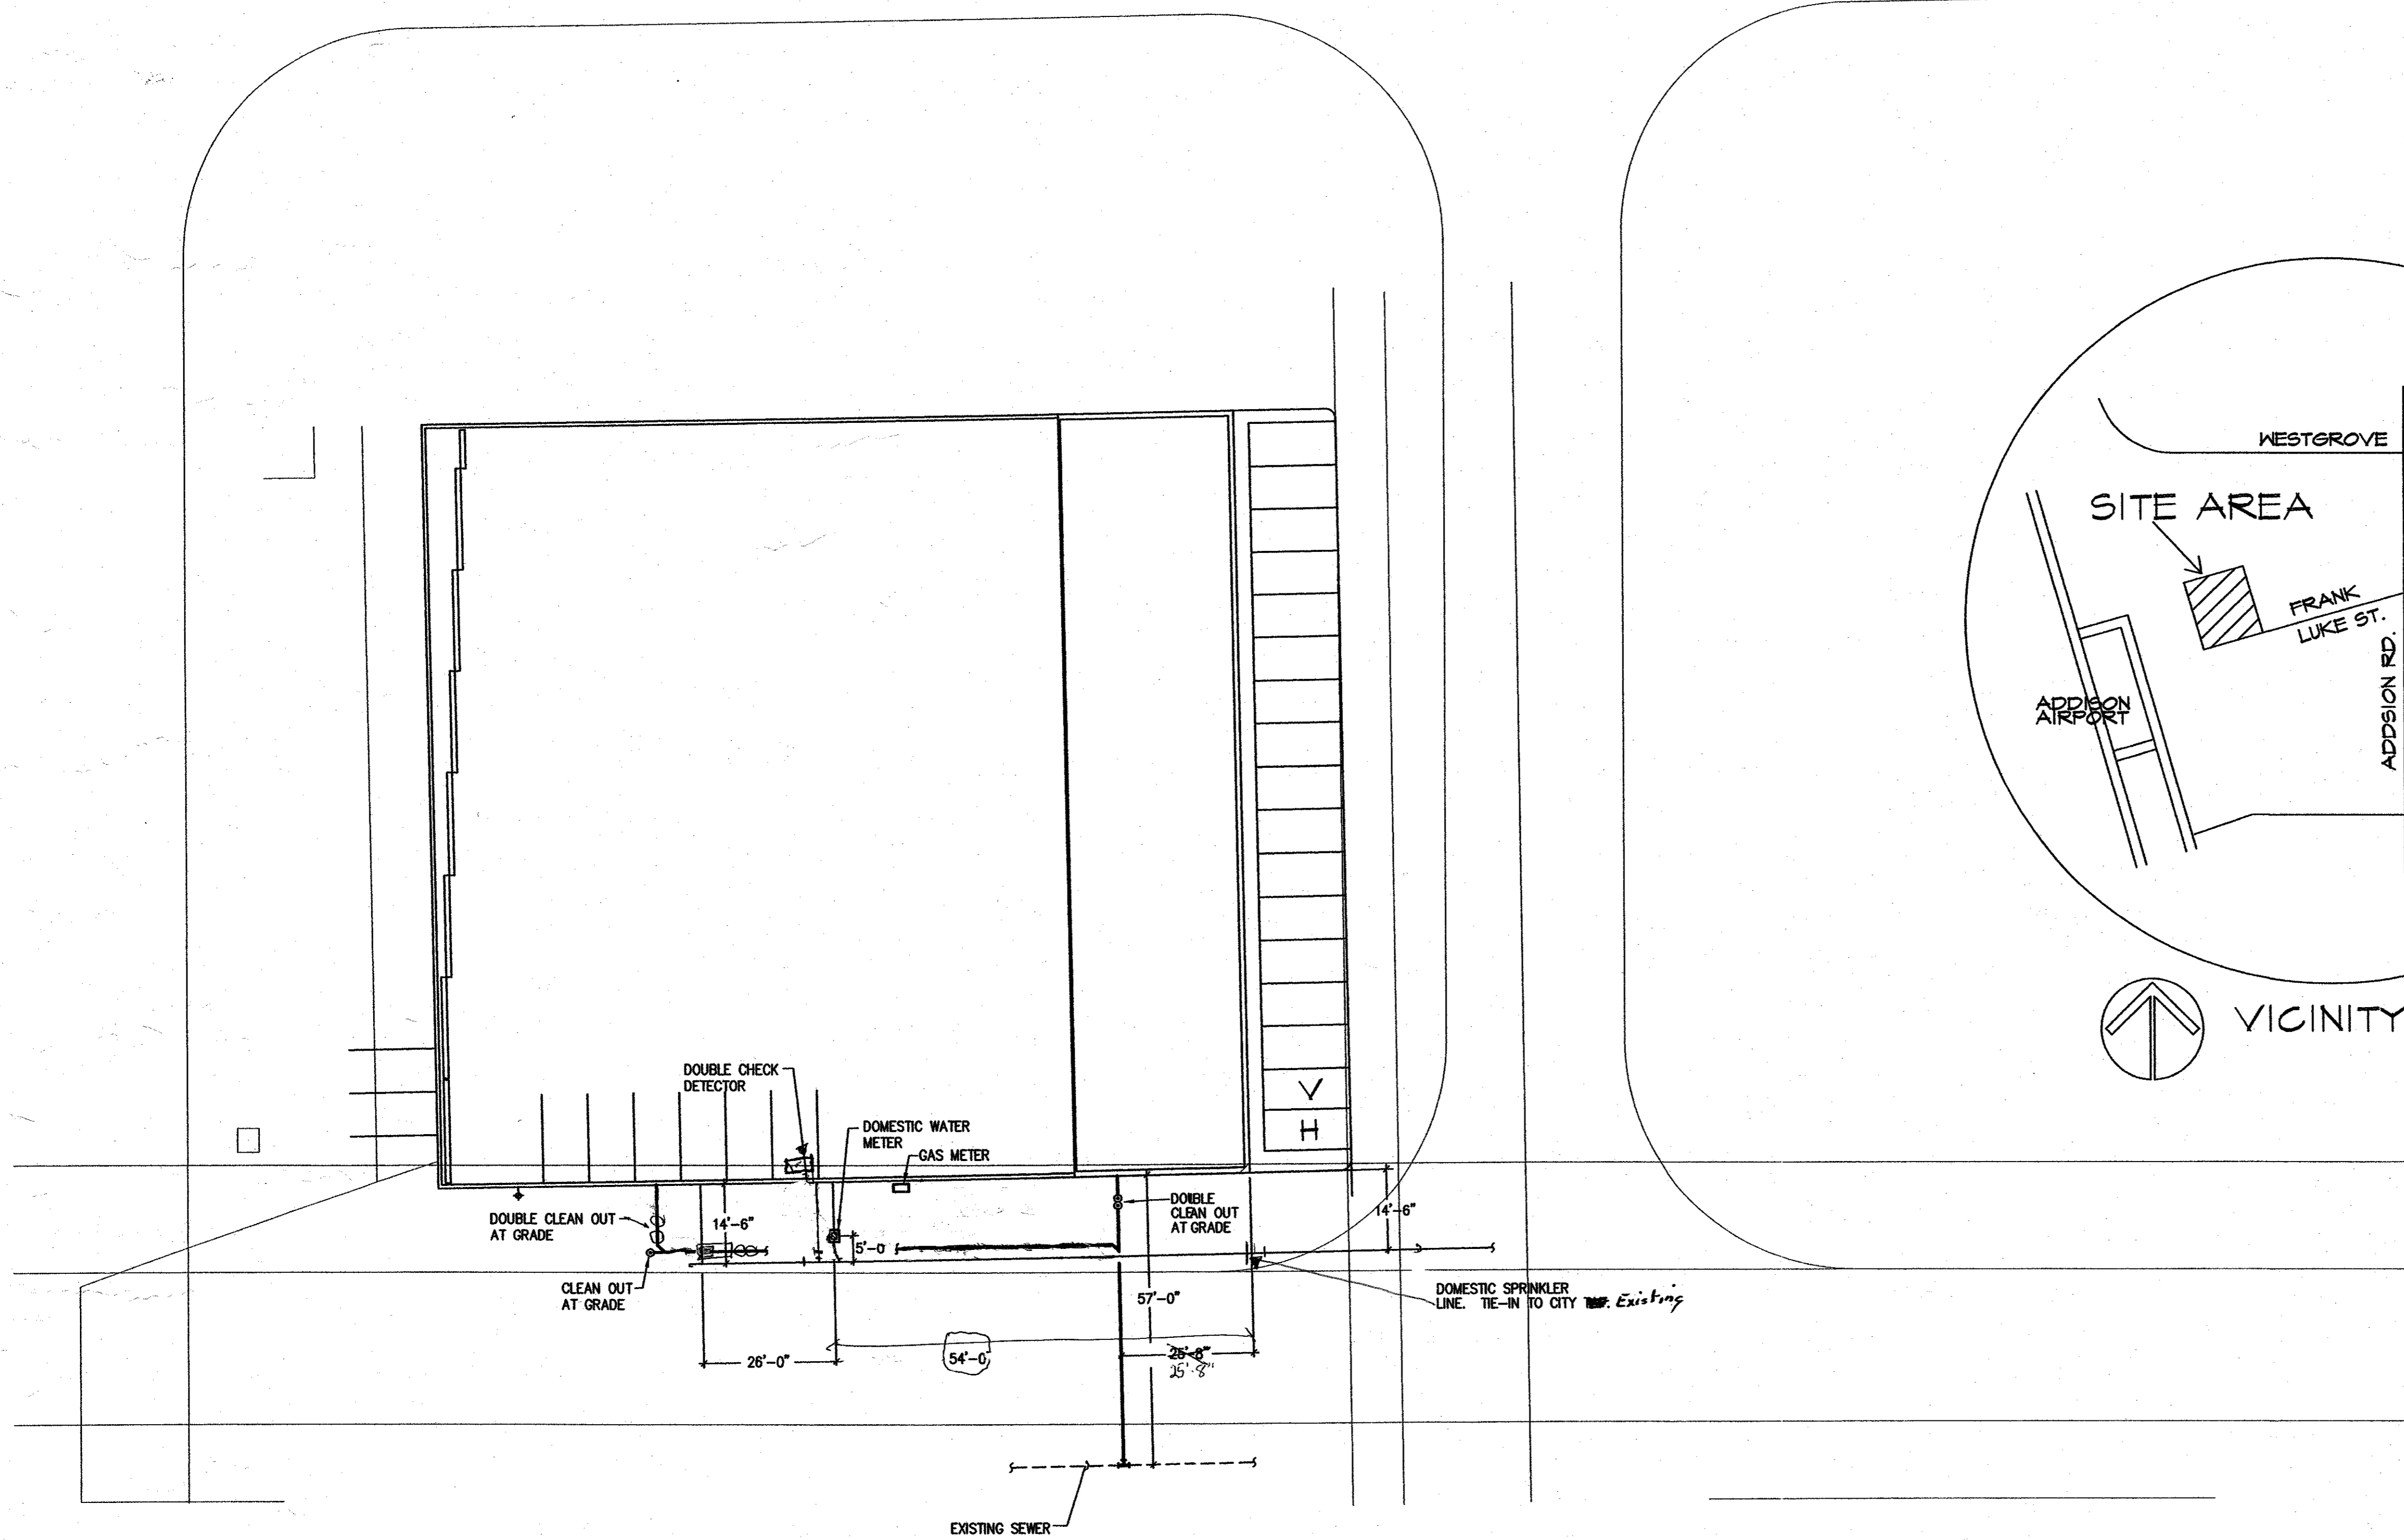 WESTGROVE
SITE AREA
FRANK
LUKE ST.
ADDISON
AIRPORT
ADDSION RD.
VICINITY
V
H
DOUBLE CHECK
DETECTOR
DOMESTIC WATER
METER
GAS METER
DOUBLE CLEAN OUT
AT GRADE
14'-6"
5'-0
DOUBLE
CLEAN OUT
AT GRADE
14'-6"
CLEAN OUT
AT GRADE
57'-0"
DOMESTIC SPRINKLER
LINE. TIE-IN TO CITY Existing
26'-0"
54'-0
25'-8"
25'-8"
EXISTING SEWER